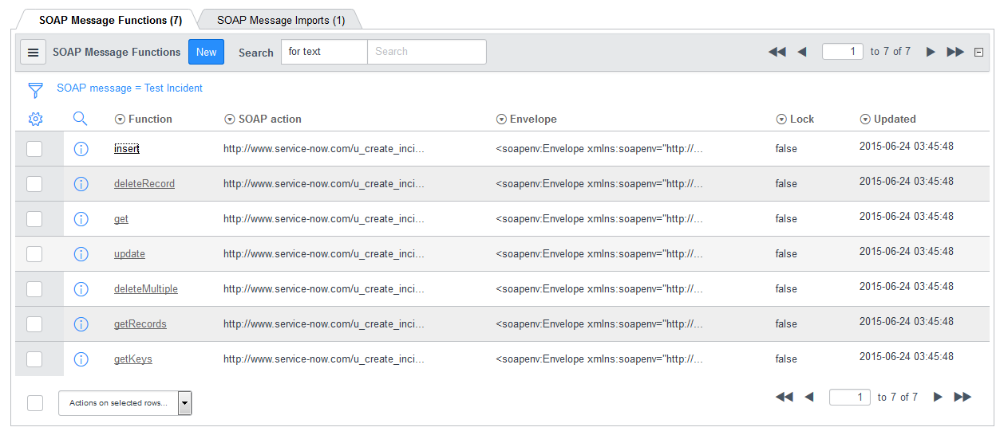 SOAP Message Functions (7) SOAP Message Imports (1)
SOAP Message Functions New Search for text Search 1 to 7 of 7
SOAP message = Test Incident
Function SOAP action Envelope Lock Updated
insert http://www.service-now.com/u_create_inci... <soapenv:Envelope xmlns:soapenv="http://... false 2015-06-24 03:45:48
deleteRecord http://www.service-now.com/u_create_inci... <soapenv:Envelope xmlns:soapenv="http://... false 2015-06-24 03:45:48
get http://www.service-now.com/u_create_inci... <soapenv:Envelope xmlns:soapenv="http://... false 2015-06-24 03:45:48
update http://www.service-now.com/u_create_inci... <soapenv:Envelope xmlns:soapenv="http://... false 2015-06-24 03:45:48
deleteMultiple http://www.service-now.com/u_create_inci... <soapenv:Envelope xmlns:soapenv="http://... false 2015-06-24 03:45:48
getRecords http://www.service-now.com/u_create_inci... <soapenv:Envelope xmlns:soapenv="http://... false 2015-06-24 03:45:48
getKeys http://www.service-now.com/u_create_inci... <soapenv:Envelope xmlns:soapenv="http://... false 2015-06-24 03:45:48
Actions on selected rows... 1 to 7 of 7